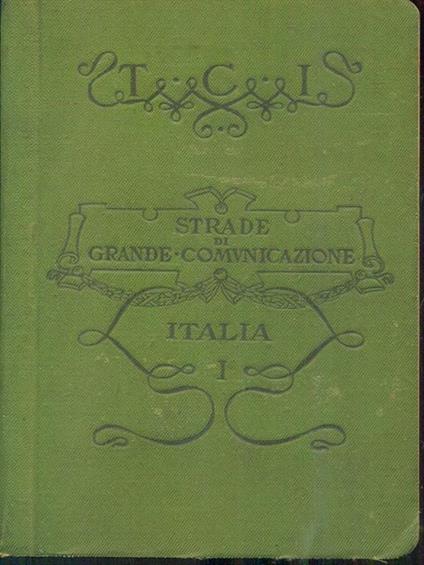 T·C·I
STRADE
DI
GRANDE·COMVNICAZIONE
ITALIA
I